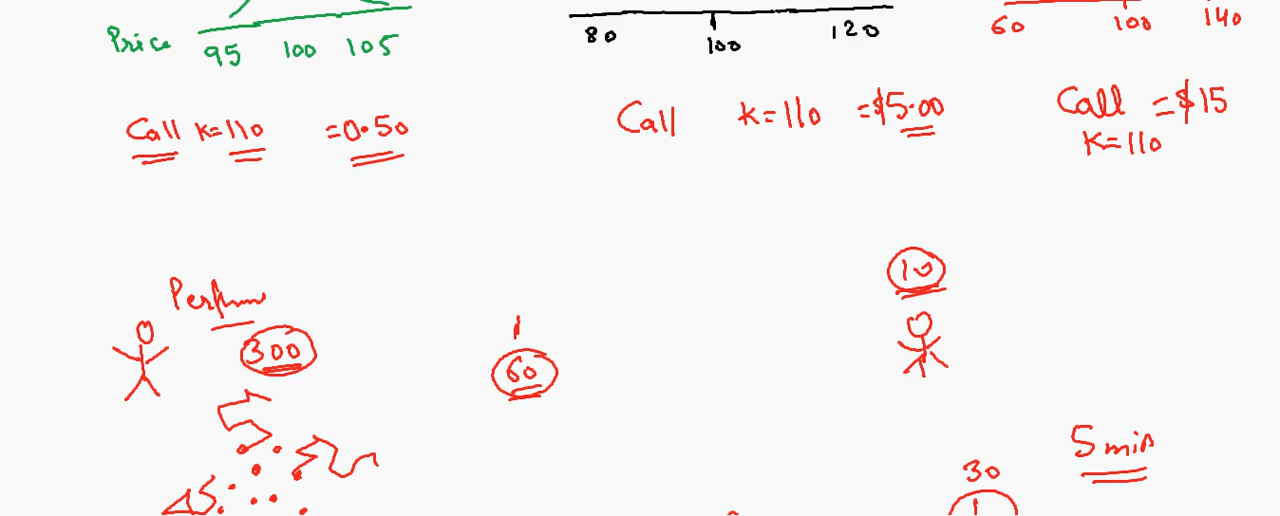 Price 95 100 105
80 100 120
60 100 140
Call K=110 =0.50
Call K=110 =$5.00
Call =$15
K=110
10
Perfume
300
60
5 min
30